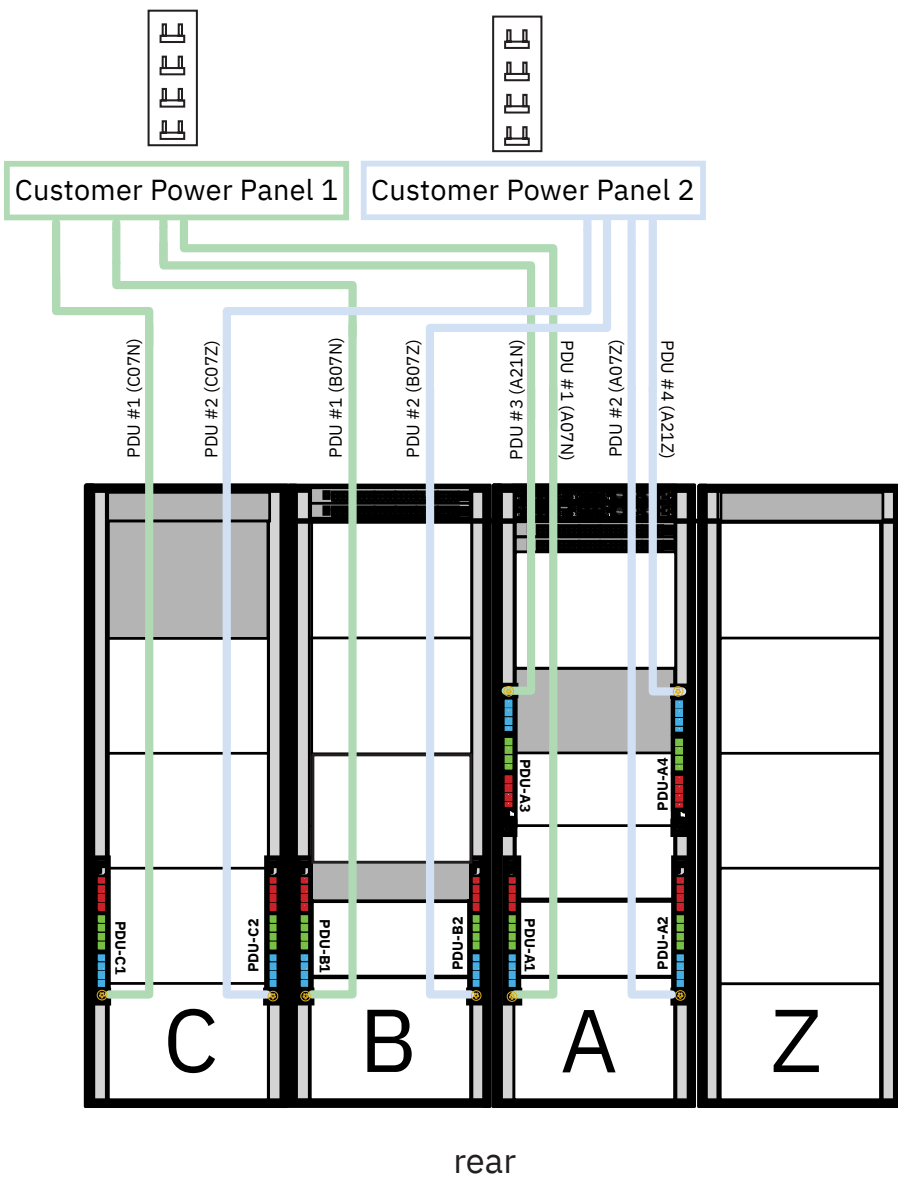 Customer Power Panel 1
Customer Power Panel 2
PDU #1 (C07N)
PDU #2 (C07Z)
PDU #1 (B07N)
PDU #2 (B07Z)
PDU #3 (A21N)
PDU #1 (A07N)
PDU #2 (A07Z)
PDU #4 (A21Z)
PDU-A3
PDU-A4
PDU-C1
PDU-C2
PDU-B1
PDU-B2
PDU-A1
PDU-A2
C
B
A
Z
rear